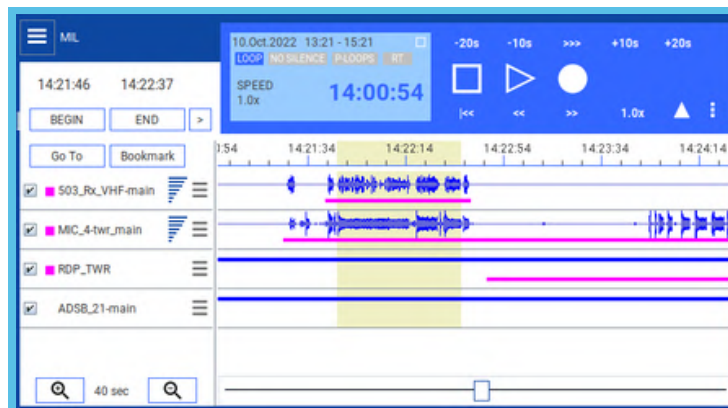 MIL
10.Oct.2022 13:21 - 15:21
LOOP NO SILENCE P-LOOPS RT
SPEED
1.0x
14:00:54
-20s -10s >>> +10s +20s
|<< << >> 1.0x
14:21:46 14:22:37
BEGIN END >
Go To Bookmark
:54 14:21:34 14:22:14 14:22:54 14:23:34 14:24:14
503_Rx_VHF-main
MIC_4-twr_main
RDP_TWR
ADSB_21-main
40 sec